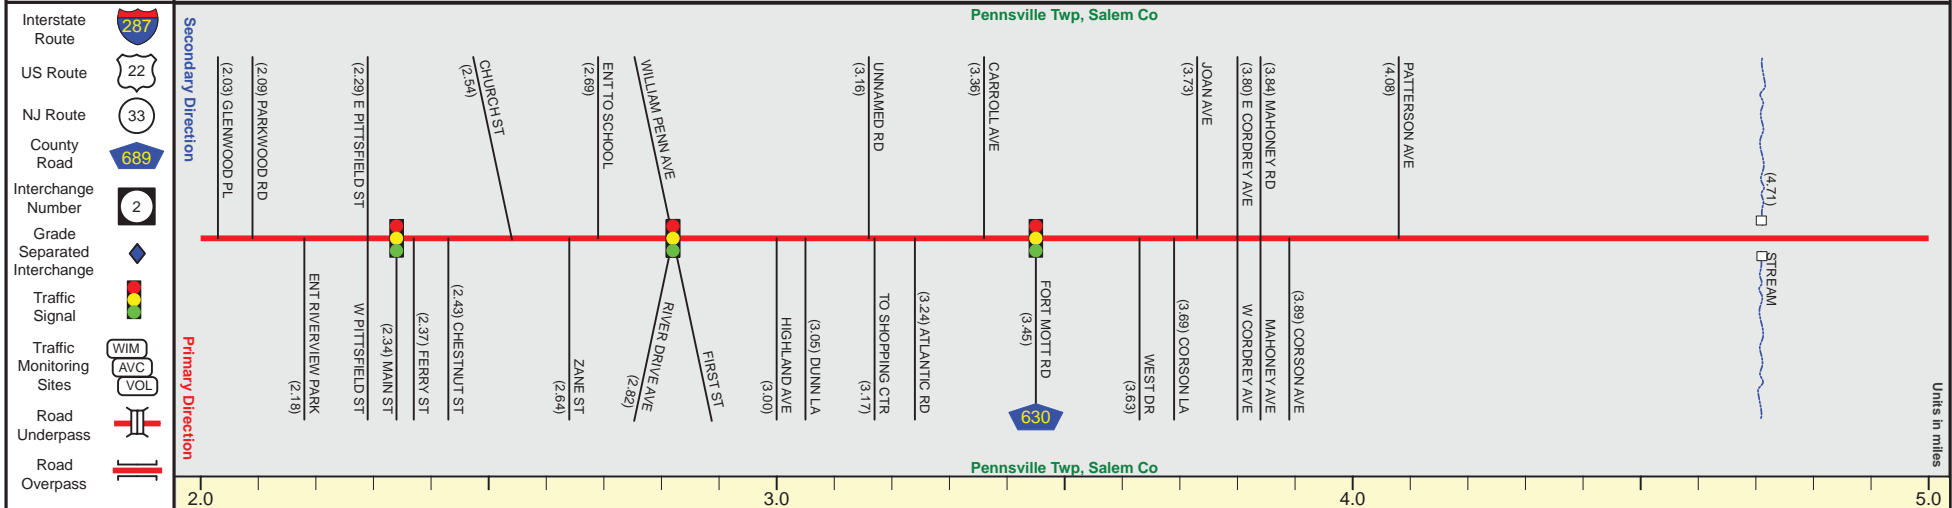 Interstate
Route
287
US Route
22
NJ Route
33
County
Road
689
Interchange
Number
2
Grade
Separated
Interchange
Traffic
Signal
Traffic
Monitoring
Sites
WIM
AVC
VOL
Road
Underpass
Road
Overpass
Secondary Direction
Primary Direction
Pennsville Twp, Salem Co
(2.03) GLENWOOD PL
(2.09) PARKWOOD RD
(2.29) E PITTSFIELD ST
CHURCH ST
(2.54)
ENT TO SCHOOL
(2.69)
WILLIAM PENN AVE
UNNAMED RD
(3.16)
CARROLL AVE
(3.36)
JOAN AVE
(3.73)
(3.80) E CORDREY AVE
(3.84) MAHONEY RD
PATTERSON AVE
(4.08)
(4.71)
STREAM
ENT RIVERVIEW PARK
(2.18)
W PITTSFIELD ST
(2.34) MAIN ST
(2.37) FERRY ST
(2.43) CHESTNUT ST
ZANE ST
(2.64)
RIVER DRIVE AVE
(2.82)
FIRST ST
HIGHLAND AVE
(3.00)
(3.05) DUNN LA
TO SHOPPING CTR
(3.17)
(3.24) ATLANTIC RD
FORT MOTT RD
(3.45)
630
WEST DR
(3.63)
(3.69) CORSON LA
W CORDREY AVE
MAHONEY AVE
(3.89) CORSON AVE
Units in miles
Pennsville Twp, Salem Co
2.0
3.0
4.0
5.0